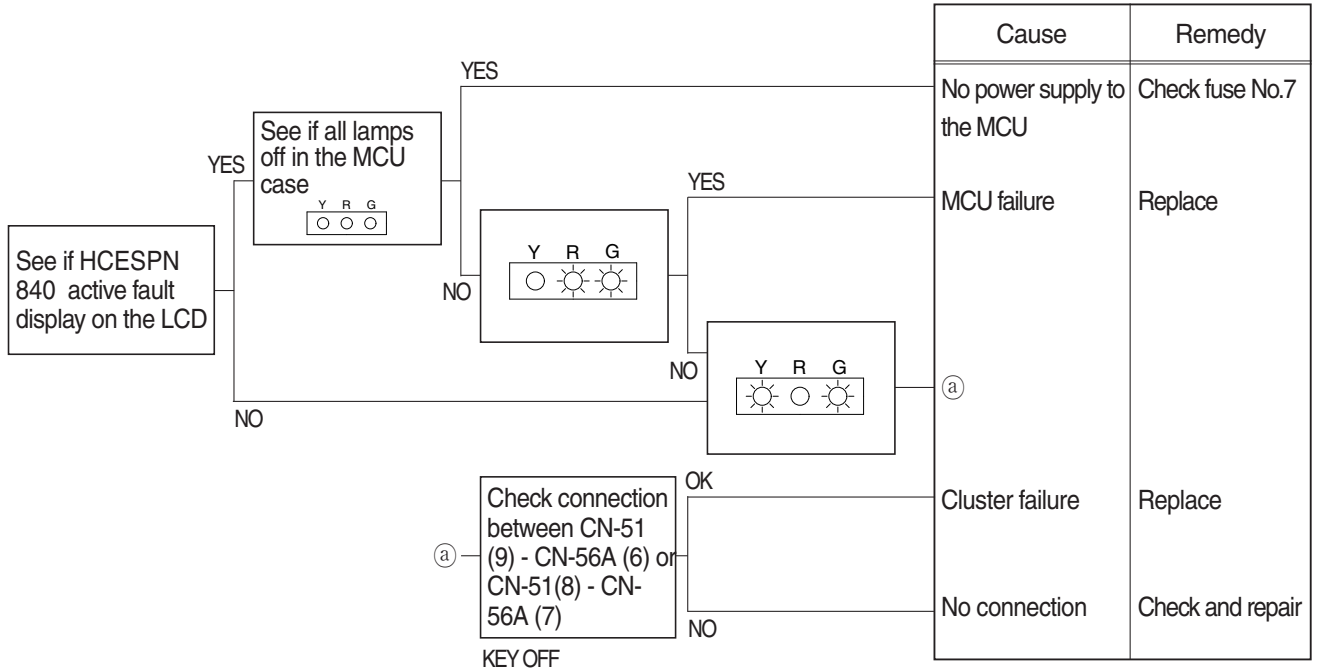 Cause
Remedy
YES
No power supply to
the MCU
Check fuse No.7
See if all lamps
off in the MCU
case
Y R G
YES
YES
MCU failure
Replace
See if HCESPN
840 active fault
display on the LCD
Y R G
NO
NO
Y R G
ⓐ
NO
OK
Check connection
between CN-51
(9) - CN-56A (6) or
CN-51(8) - CN-
56A (7)
ⓐ
Cluster failure
Replace
No connection
Check and repair
NO
KEY OFF